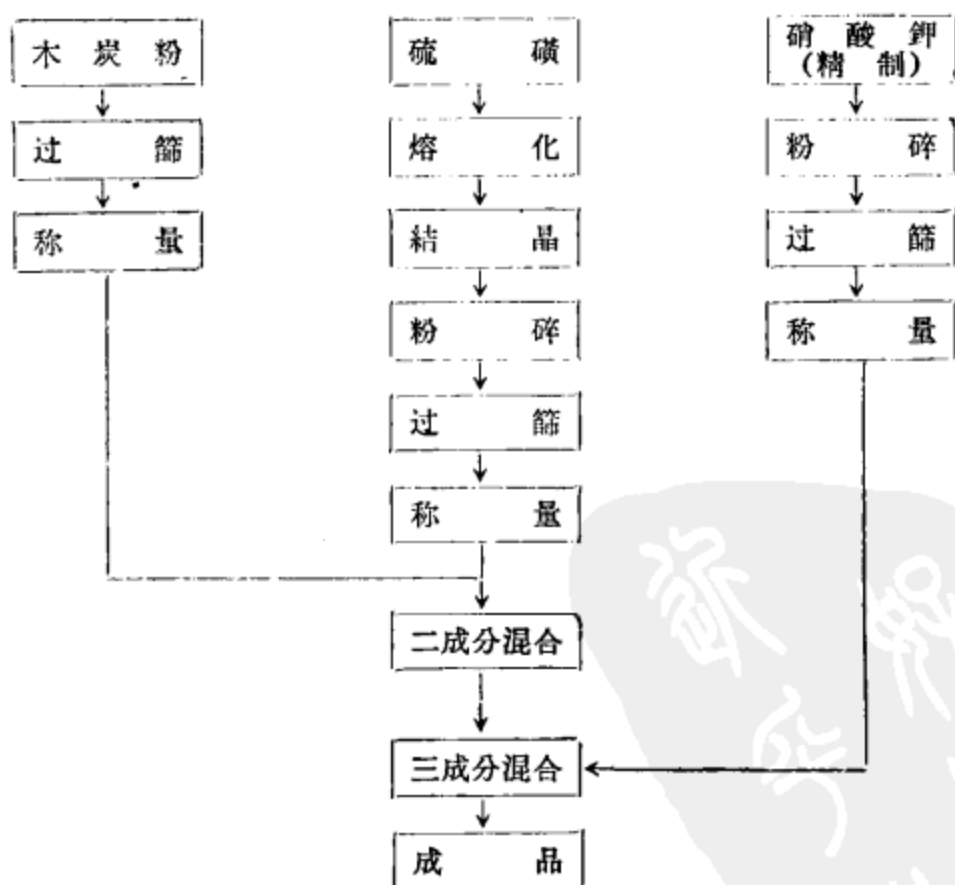 木炭粉
过篩
称量
硫磺
熔化
結晶
粉碎
过篩
称量
硝酸鉀
(精制)
粉碎
过篩
称量
二成分混合
三成分混合
成品